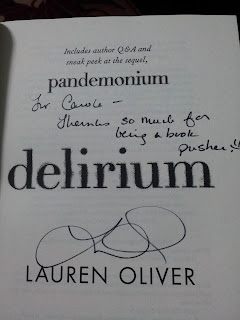 Includes author Q&A and
sneak peek at the sequel,
pandemonium
For Carole –
Thanks so much for
being a book
pusher!!
delirium
LAUREN OLIVER